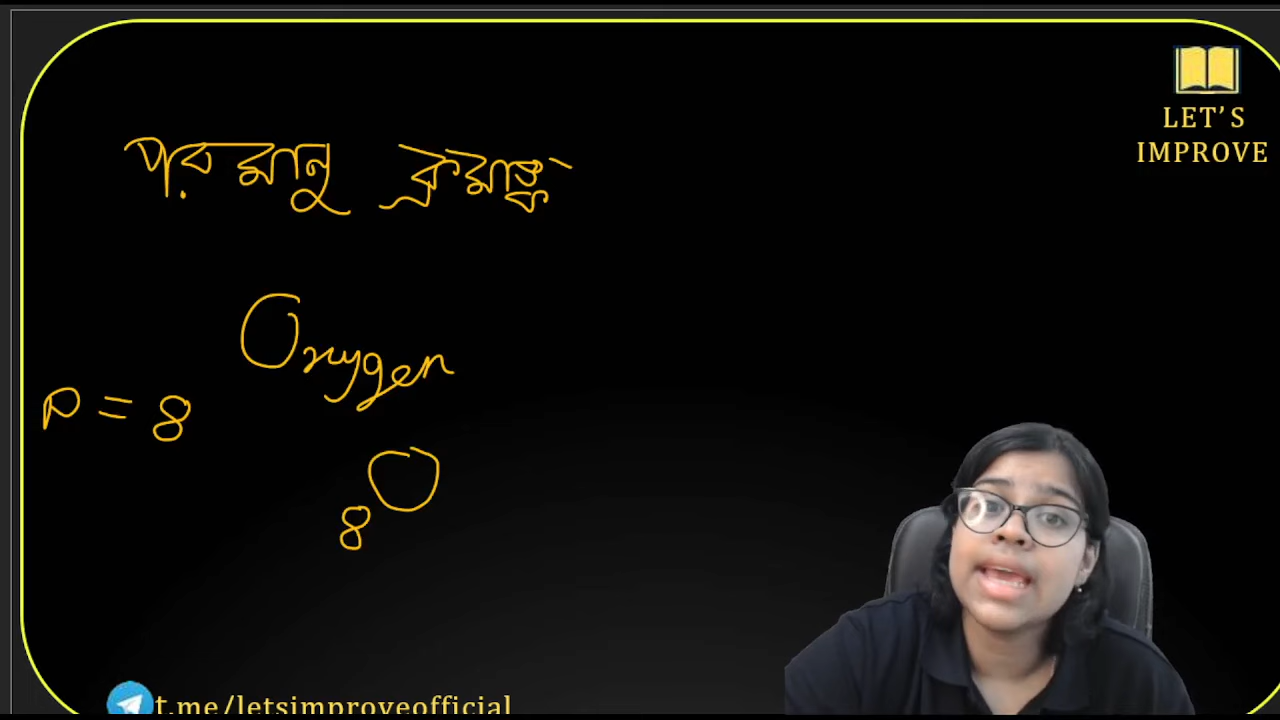 পরমানু ক্রমাঙ্ক
Oxygen
P = 8
8O
LET'S
IMPROVE
t.me/letsimproveofficial